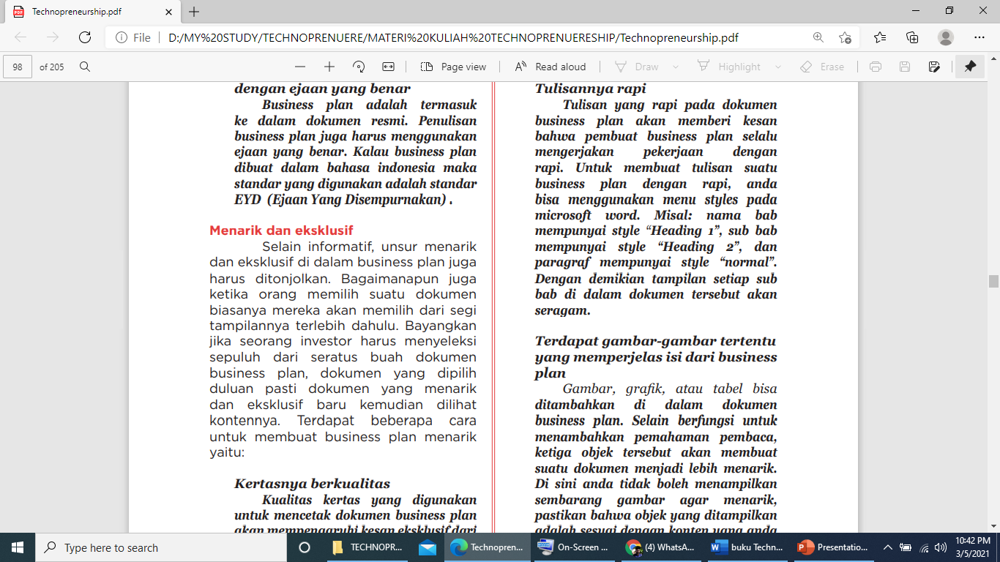 Technopreneurship.pdf
File
D:/MY%20STUDY/TECHNOPRENUERE/MATERI%20KULIAH%20TECHNOPRENUERESHIP/Technopreneurship.pdf
98 of 205
Page view
Read aloud
Draw
Highlight
Erase
dengan ejaan yang benar
Business plan adalah termasuk
ke dalam dokumen resmi. Penulisan
business plan juga harus menggunakan
ejaan yang benar. Kalau business plan
dibuat dalam bahasa indonesia maka
standar yang digunakan adalah standar
EYD (Ejaan Yang Disempurnakan) .
Menarik dan eksklusif
Selain informatif, unsur menarik
dan eksklusif di dalam business plan juga
harus ditonjolkan. Bagaimanapun juga
ketika orang memilih suatu dokumen
biasanya mereka akan memilih dari segi
tampilannya terlebih dahulu. Bayangkan
jika seorang investor harus menyeleksi
sepuluh dari seratus buah dokumen
business plan, dokumen yang dipilih
duluan pasti dokumen yang menarik
dan eksklusif baru kemudian dilihat
kontennya. Terdapat beberapa cara
untuk membuat business plan menarik
yaitu:
Kertasnya berkualitas
Kualitas kertas yang digunakan
untuk mencetak dokumen business plan
akan mempengaruhi kesan eksklusif dari
Tulisannya rapi
Tulisan yang rapi pada dokumen
business plan akan memberi kesan
bahwa pembuat business plan selalu
mengerjakan pekerjaan dengan
rapi. Untuk membuat tulisan suatu
business plan dengan rapi, anda
bisa menggunakan menu styles pada
microsoft word. Misal: nama bab
mempunyai style “Heading 1”, sub bab
mempunyai style “Heading 2”, dan
paragraf mempunyai style “normal”.
Dengan demikian tampilan setiap sub
bab di dalam dokumen tersebut akan
seragam.
Terdapat gambar-gambar tertentu
yang memperjelas isi dari business
plan
Gambar, grafik, atau tabel bisa
ditambahkan di dalam dokumen
business plan. Selain berfungsi untuk
menambahkan pemahaman pembaca,
ketiga objek tersebut akan membuat
suatu dokumen menjadi lebih menarik.
Di sini anda tidak boleh menampilkan
sembarang gambar agar menarik,
pastikan bahwa objek yang ditampilkan
adalah sesuai dengan konten yang anda
Type here to search
TECHNOPR...
Technopren...
On-Screen ...
(4) WhatsA...
buku Techn...
Presentatio...
10:42 PM
3/5/2021